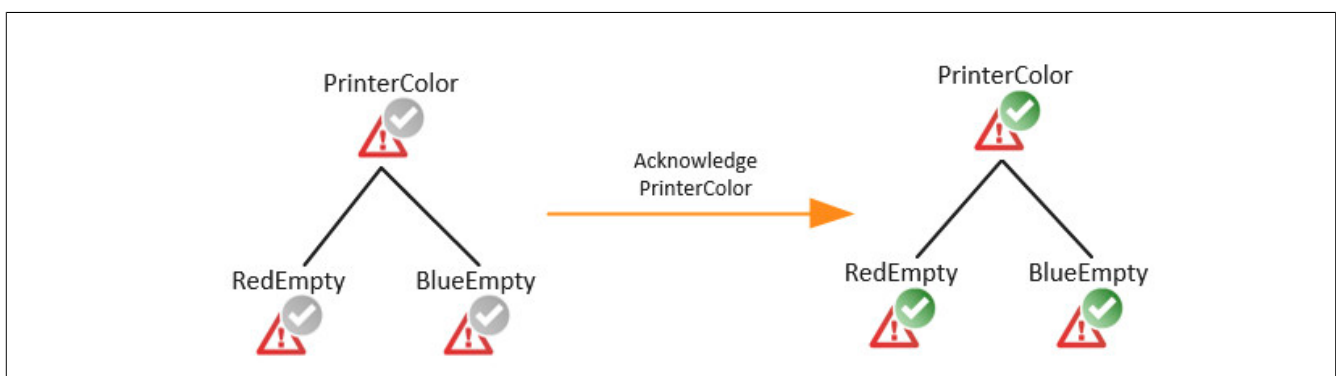 PrinterColor
RedEmpty
BlueEmpty
Acknowledge
PrinterColor
PrinterColor
RedEmpty
BlueEmpty